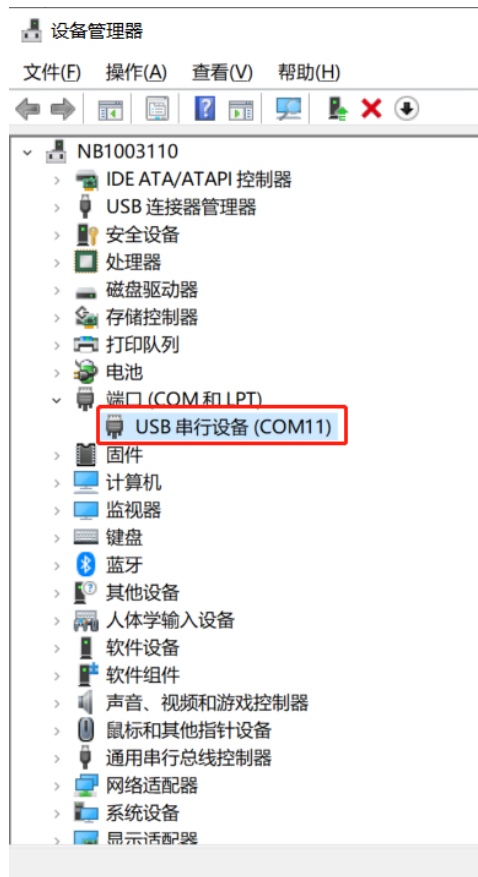 设备管理器
文件(F) 操作(A) 查看(V) 帮助(H)
NB1003110
IDE ATA/ATAPI 控制器
USB 连接器管理器
安全设备
处理器
磁盘驱动器
存储控制器
打印队列
电池
端口 (COM 和 LPT)
USB 串行设备 (COM11)
固件
计算机
监视器
键盘
蓝牙
其他设备
人体学输入设备
软件设备
软件组件
声音、视频和游戏控制器
鼠标和其他指针设备
通用串行总线控制器
网络适配器
系统设备
显示适配器